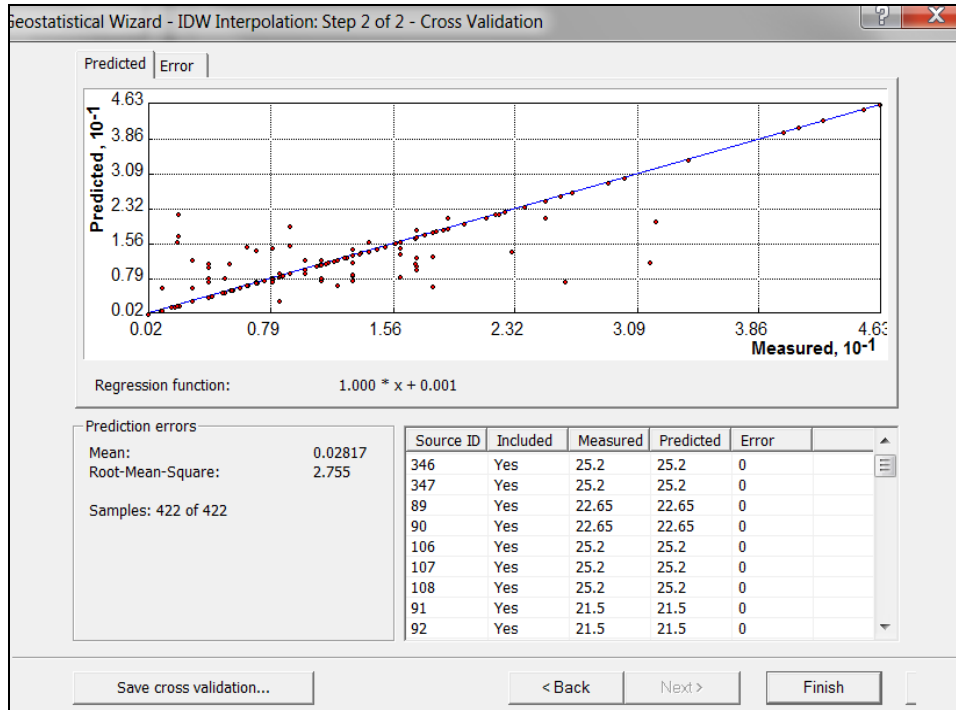 Geostatistical Wizard - IDW Interpolation: Step 2 of 2 - Cross Validation
? X
Predicted Error
Predicted, 10-1
4.63
3.86
3.09
2.32
1.56
0.79
0.02
0.02 0.79 1.56 2.32 3.09 3.86 4.63
Measured, 10-1
Regression function: 1.000 * x + 0.001
Prediction errors
Mean: 0.02817
Root-Mean-Square: 2.755
Samples: 422 of 422
Source ID Included Measured Predicted Error
346 Yes 25.2 25.2 0
347 Yes 25.2 25.2 0
89 Yes 22.65 22.65 0
90 Yes 22.65 22.65 0
106 Yes 25.2 25.2 0
107 Yes 25.2 25.2 0
108 Yes 25.2 25.2 0
91 Yes 21.5 21.5 0
92 Yes 21.5 21.5 0
Save cross validation...
< Back
Next >
Finish